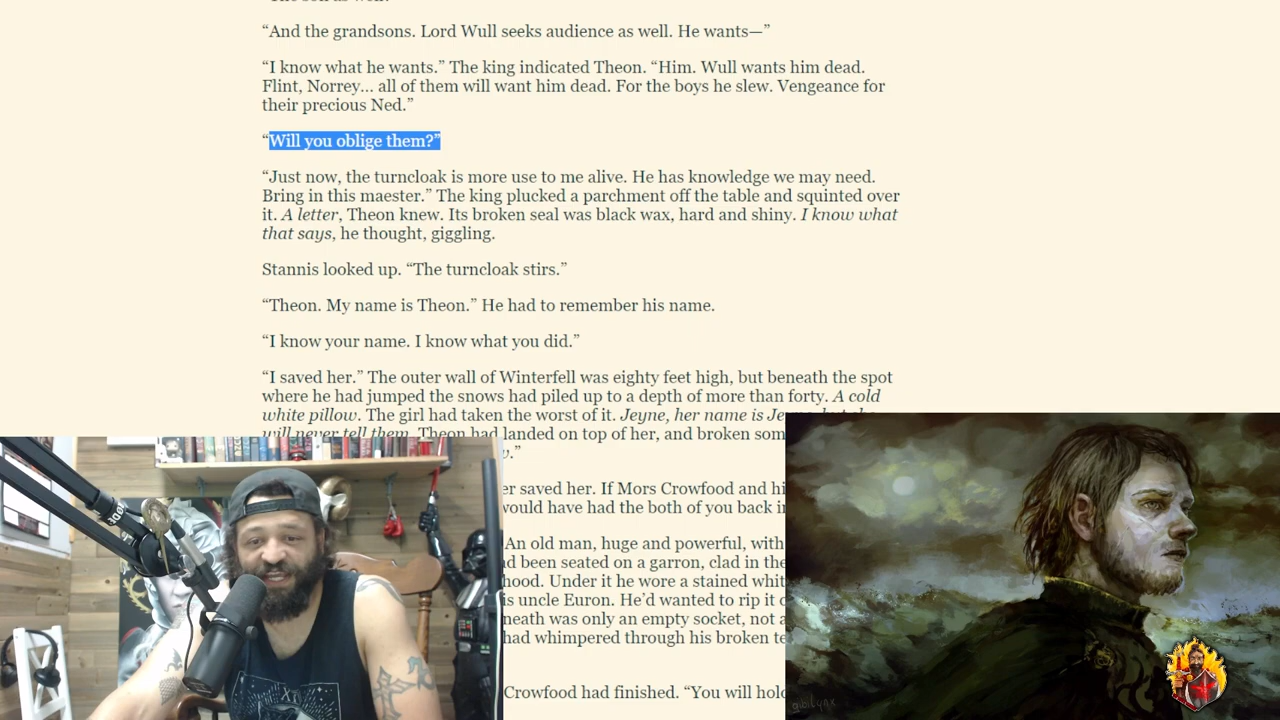 “And the grandsons. Lord Wull seeks audience as well. He wants—”
“I know what he wants.” The king indicated Theon. “Him. Wull wants him dead.
Flint, Norrey... all of them will want him dead. For the boys he slew. Vengeance for
their precious Ned.”
“Will you oblige them?”
“Just now, the turncloak is more use to me alive. He has knowledge we may need.
Bring in this maester.” The king plucked a parchment off the table and squinted over
it. A letter, Theon knew. Its broken seal was black wax, hard and shiny. I know what
that says, he thought, giggling.
Stannis looked up. “The turncloak stirs.”
“Theon. My name is Theon.” He had to remember his name.
“I know your name. I know what you did.”
“I saved her.” The outer wall of Winterfell was eighty feet high, but beneath the spot
where he had jumped the snows had piled up to a depth of more than forty. A cold
white pillow. The girl had taken the worst of it. Jeyne, her name is
will never tell them. Theon had landed on top of her, and broken
er saved her. If Mors Crowfood and
would have had the both of you back
An old man, huge and powerful, with
d been seated on a garron, clad in the
hood. Under it he wore a stained
is uncle Euron. He’d wanted to rip it
neath was only an empty socket, not a
had whimpered through his broken
Crowfood had finished. “You will